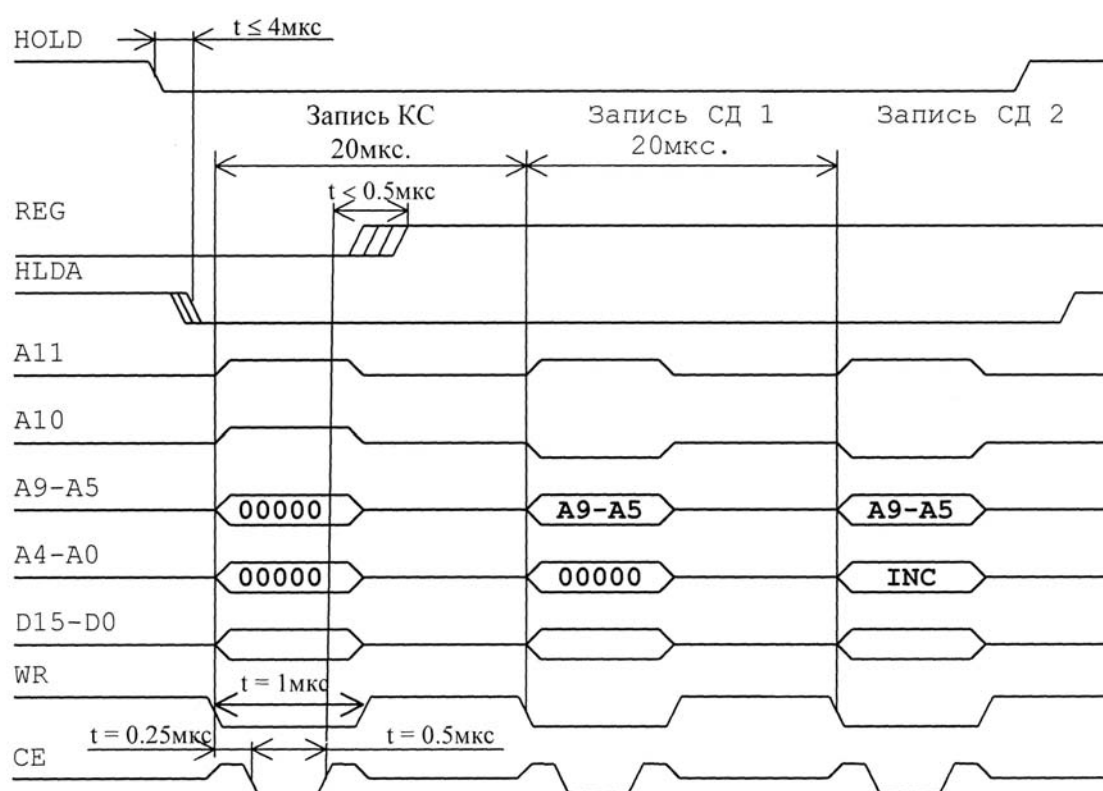 HOLD
t ≤ 4мкс
Запись КС
20мкс.
Запись СД 1
20мкс.
Запись СД 2
t < 0.5мкс
REG
HLDA
A11
A10
A9-A5
00000
A9-A5
A9-A5
A4-A0
00000
00000
INC
D15-D0
WR
t = 1мкс
t = 0.25мкс
t = 0.5мкс
CE